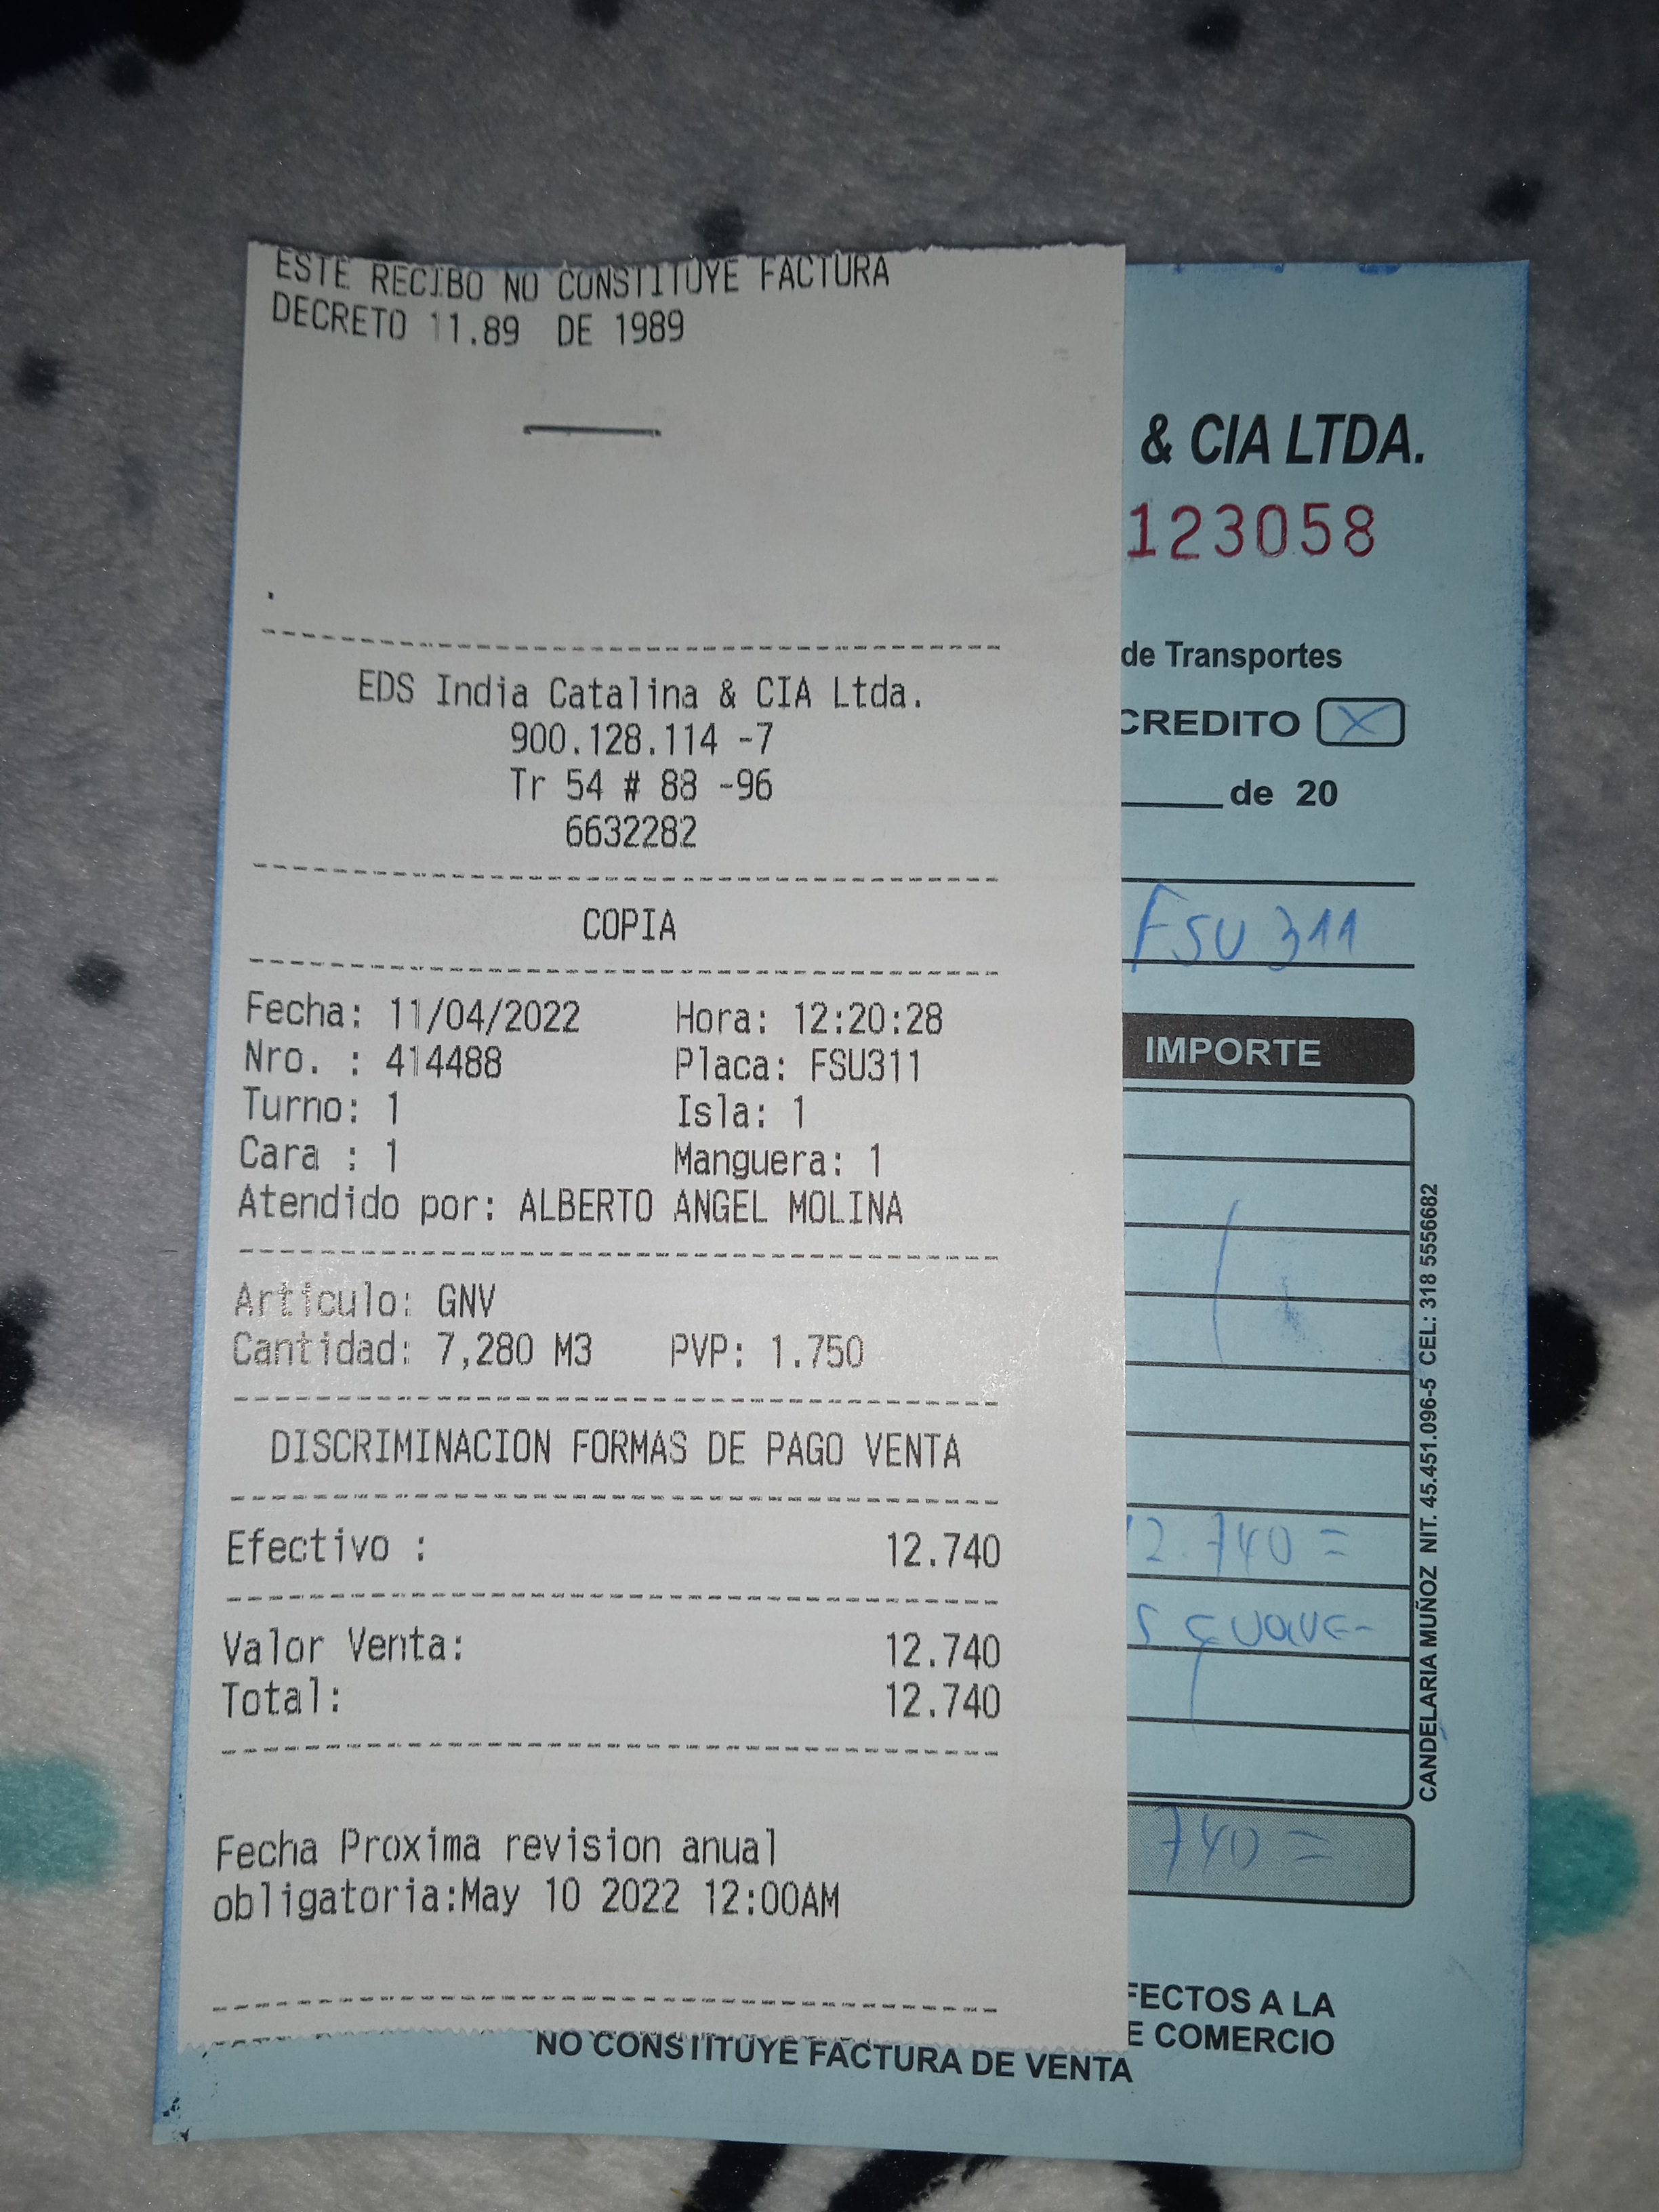 ESTE RECIBO NO CONSTITUYE FACTURA
DECRETO 11.89 DE 1989
EDS India Catalina & CIA Ltda.
900.128.114 -7
Tr 54 # 88 -96
6632282
COPIA
Fecha: 11/04/2022 Hora: 12:20:28
Nro. : 414488 Placa: FSU311
Turno: 1 Isla: 1
Cara : 1 Manguera: 1
Atendido por: ALBERTO ANGEL MOLINA
Articulo: GNV
Cantidad: 7,280 M3 PVP: 1.750
DISCRIMINACION FORMAS DE PAGO VENTA
Efectivo : 12.740
Valor Venta: 12.740
Total: 12.740
Fecha Proxima revision anual
obligatoria:May 10 2022 12:00AM
& CIA LTDA.
123058
de Transportes
CREDITO X
de 20
FSU 311
IMPORTE
12.740=
740=
CANDELARIA MUÑOZ NIT. 45.451.096-5 CEL: 318 5556682
FECTOS A LA
E COMERCIO
NO CONSTITUYE FACTURA DE VENTA